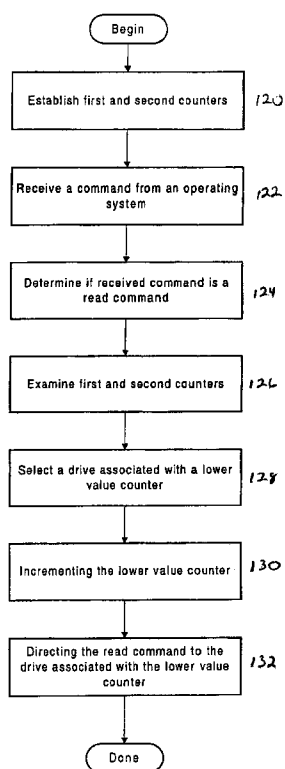 Begin
Establish first and second counters
120
Receive a command from an operating
system
122
Determine if received command is a
read command
124
Examine first and second counters
126
Select a drive associated with a lower
value counter
128
Incrementing the lower value counter
130
Directing the read command to the
drive associated with the lower value
counter
132
Done